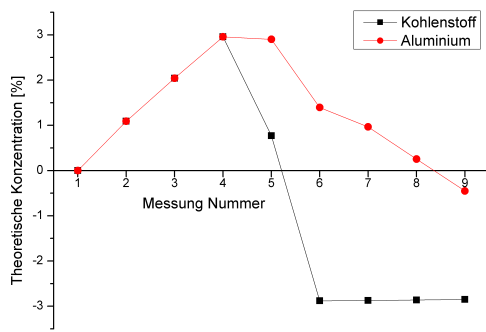 Kohlenstoff
Aluminium
Theoretische Konzentration [%]
3
2
1
0
-1
-2
-3
1 2 3 4 5 6 7 8 9
Messung Nummer